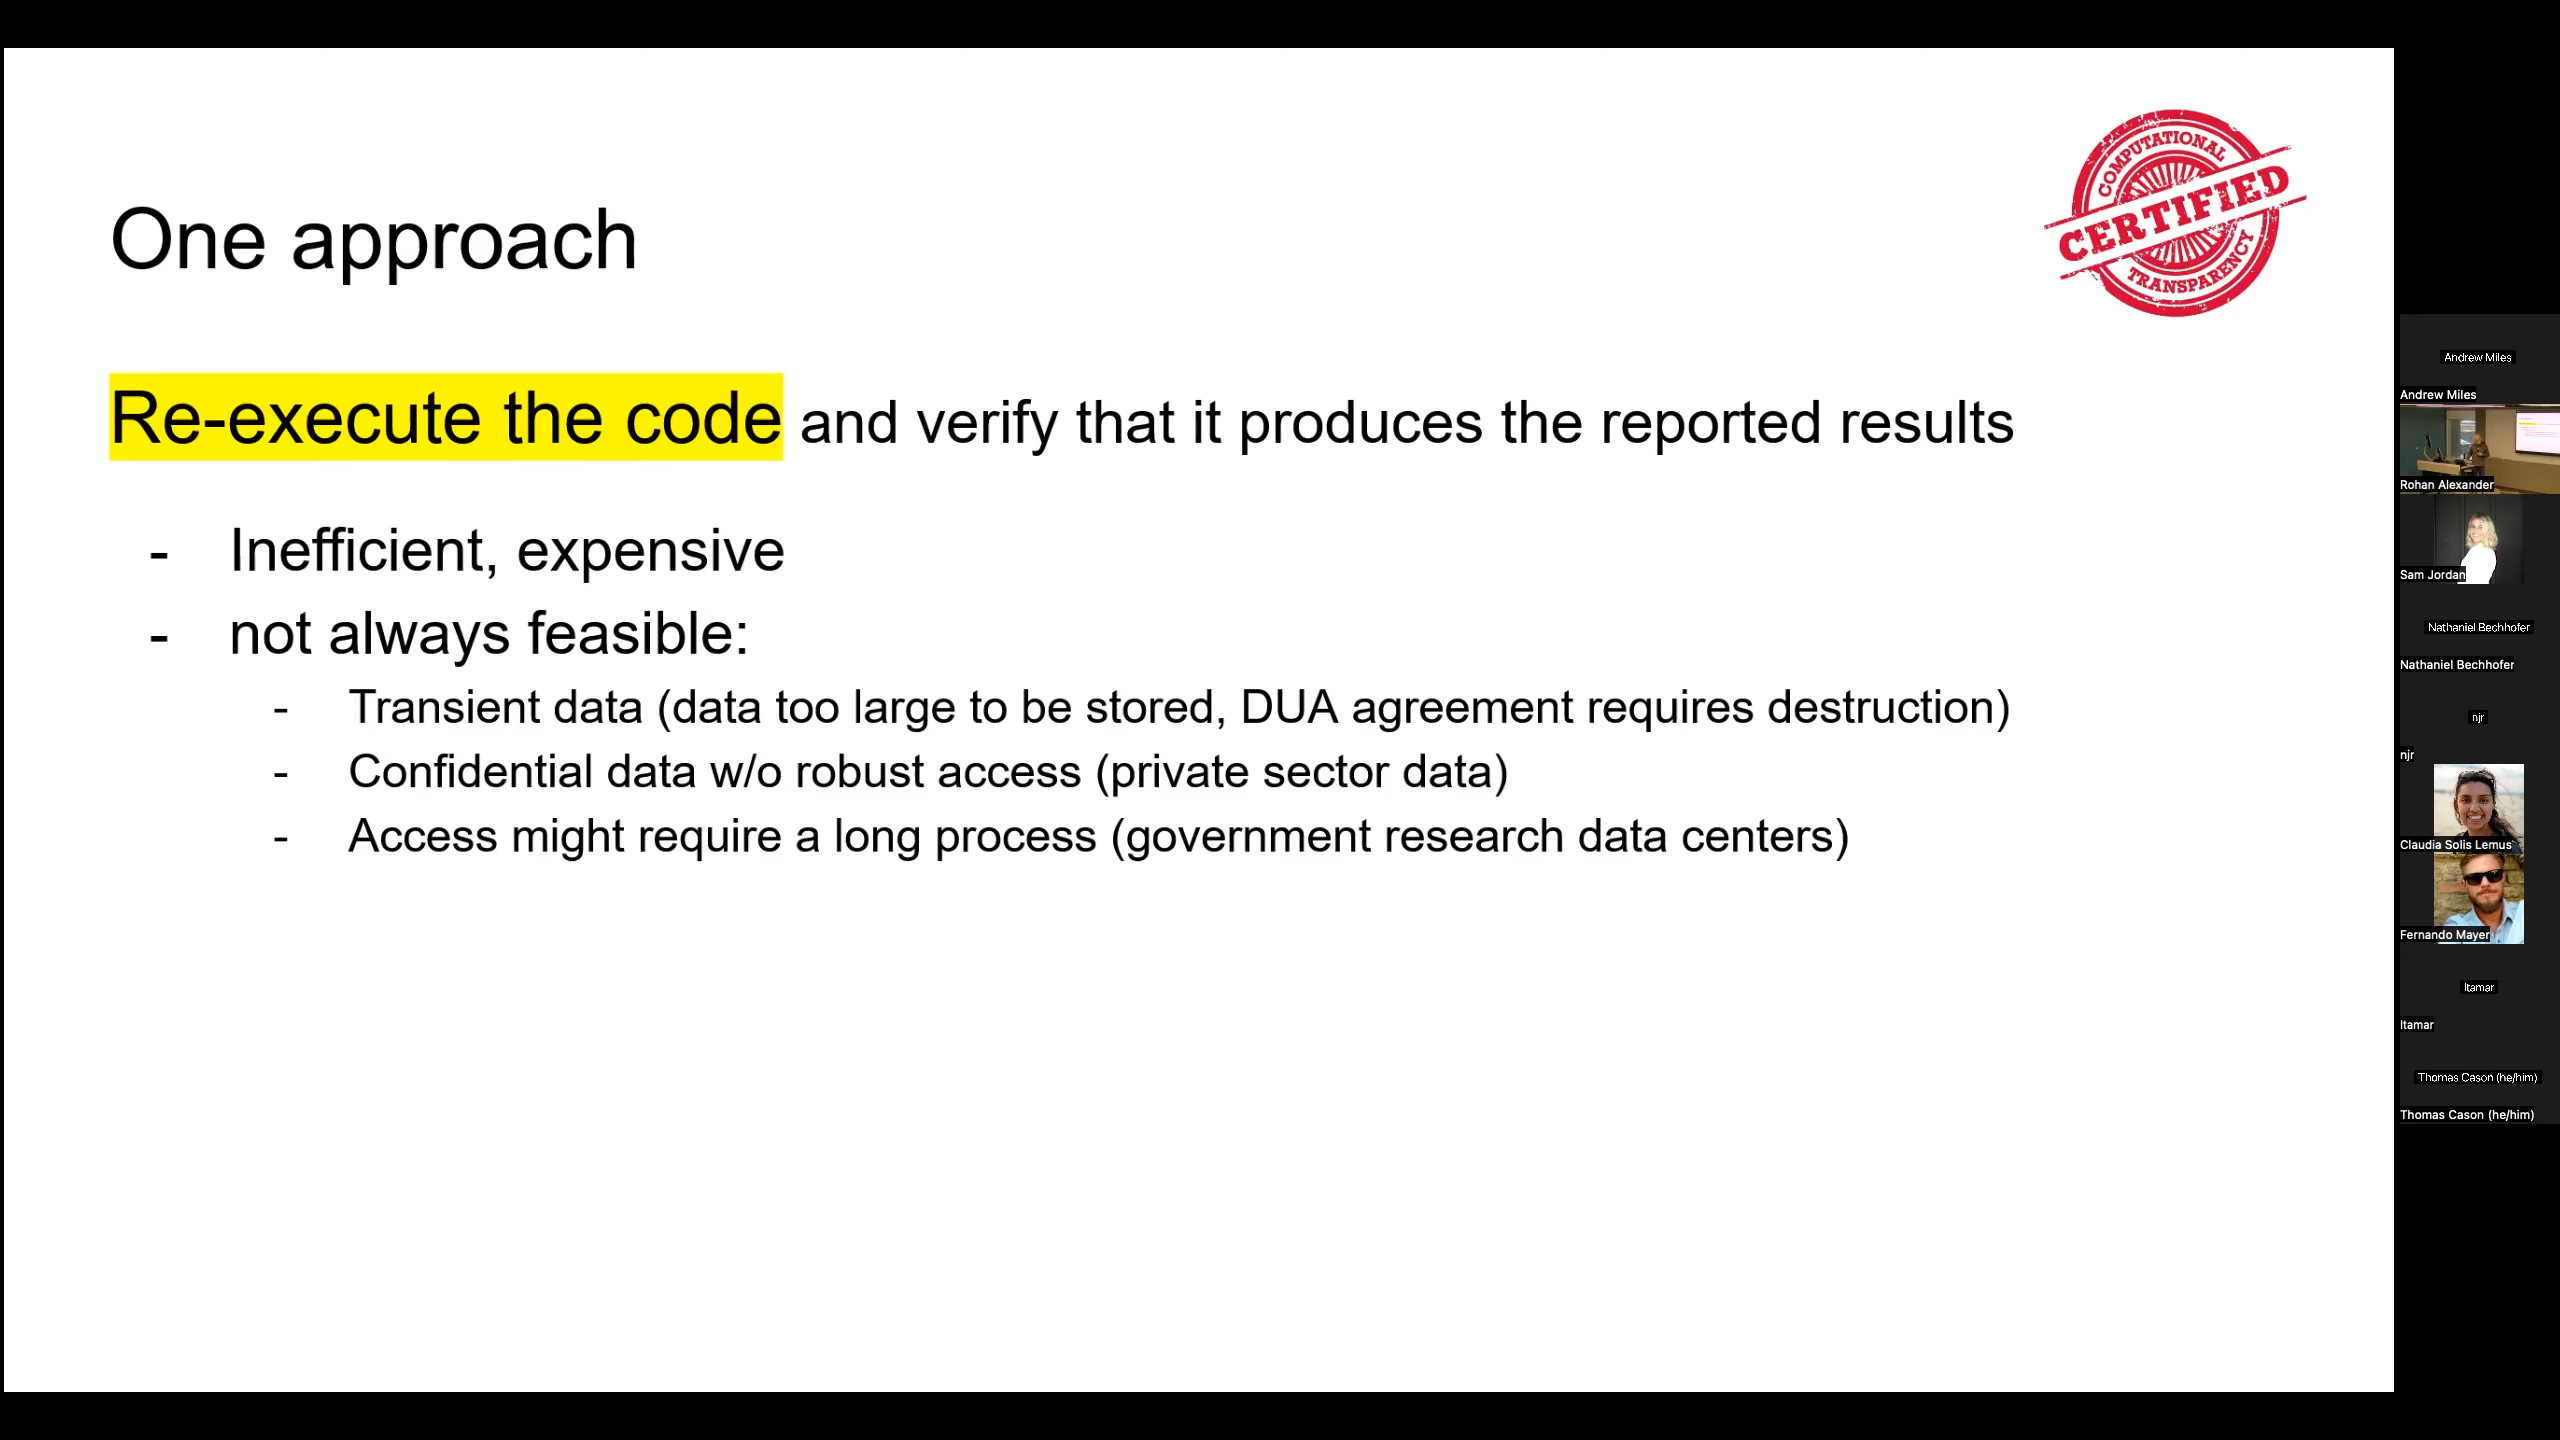 One approach
COMPUTATIONAL
CERTIFIED
TRANSPARENCY
Re-execute the code and verify that it produces the reported results
- Inefficient, expensive
- not always feasible:
- Transient data (data too large to be stored, DUA agreement requires destruction)
- Confidential data w/o robust access (private sector data)
- Access might require a long process (government research data centers)
Andrew Miles
Andrew Miles
Rohan Alexander
Sam Jordan
Nathaniel Bechhofer
Nathaniel Bechhofer
njr
njr
Claudia Solis Lemus
Fernando Mayer
Itamar
Itamar
Thomas Cason (he/him)
Thomas Cason (he/him)